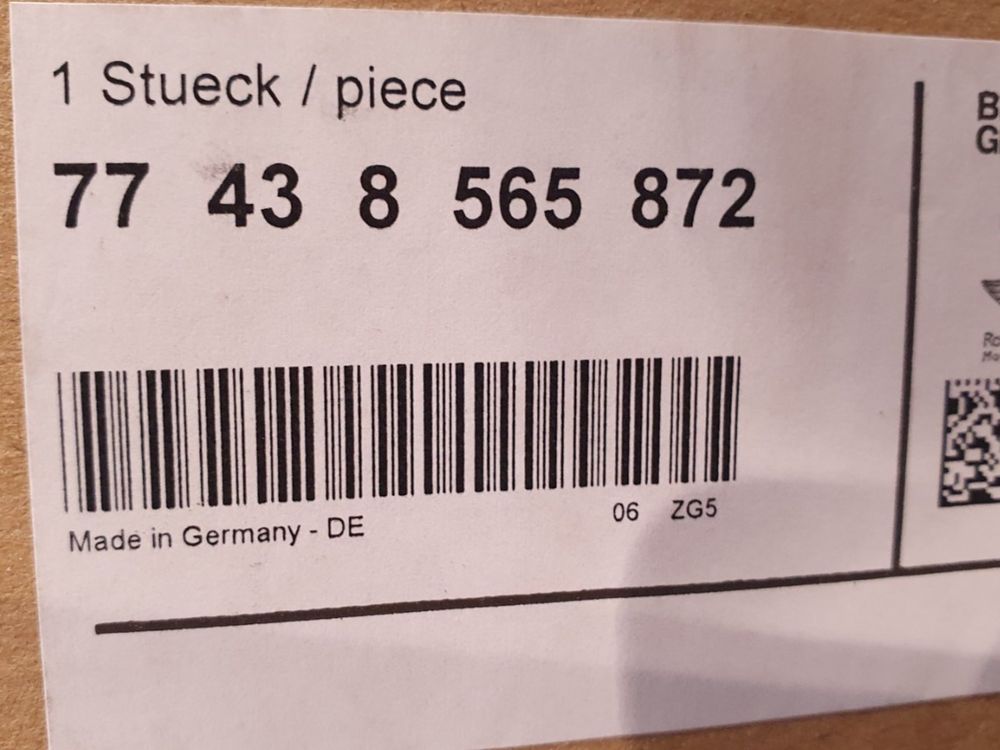 1 Stueck / piece
77 43 8 565 872
Made in Germany - DE
06 ZG5